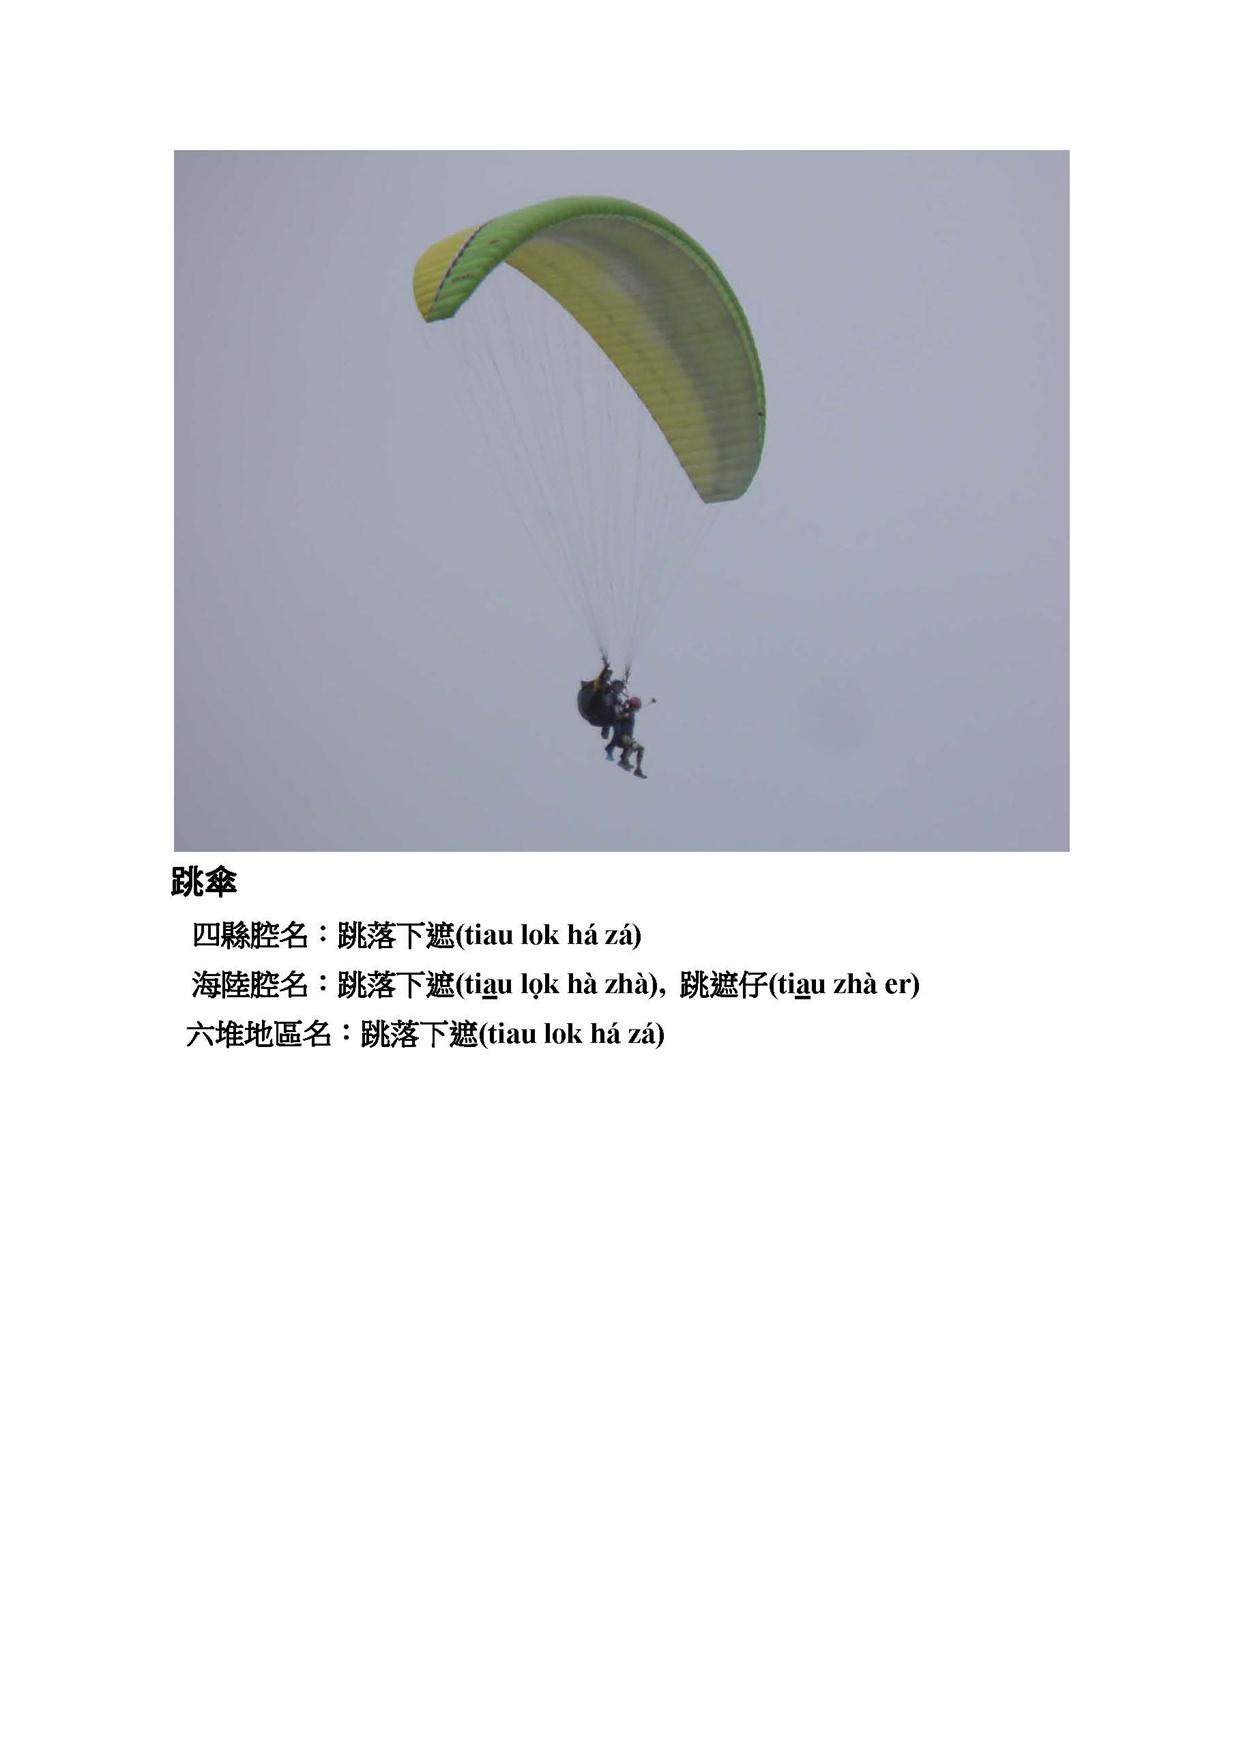 跳傘
四縣腔名：跳落下遮(tiau lok há zá)
海陸腔名：跳落下遮(tia̲u lo̩k hà zhà), 跳遮仔(tia̲u zhà er)
六堆地區名：跳落下遮(tiau lok há zá)